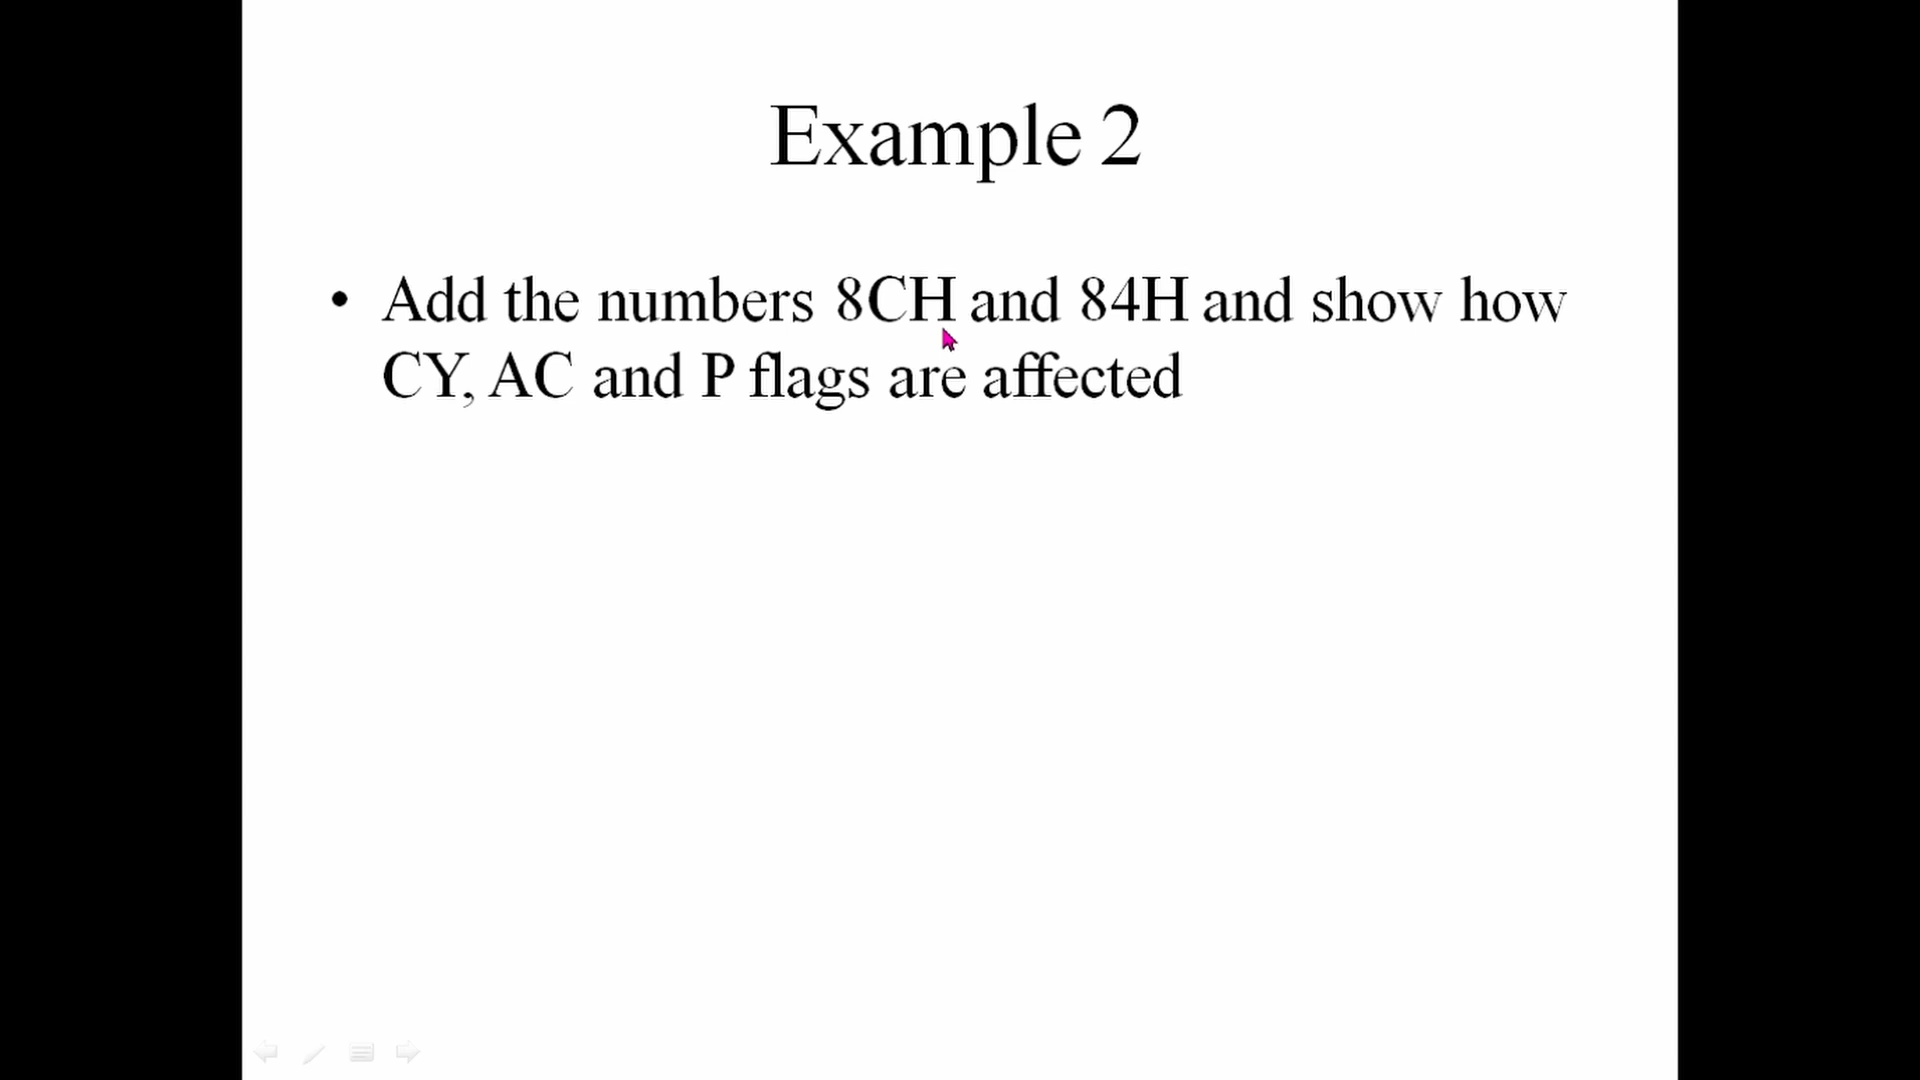 Example 2
• Add the numbers 8CH and 84H and show how
CY, AC and P flags are affected